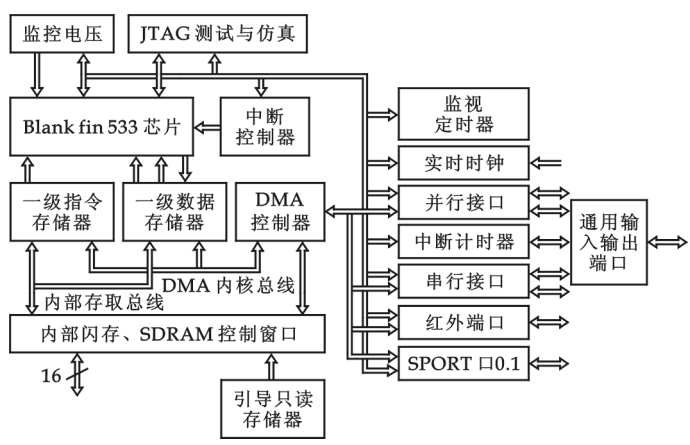 监控电压
JTAG 测试与仿真
Blank fin 533 芯片
中断
控制器
监视
定时器
实时时钟
一级指令
存储器
一级数据
存储器
DMA
控制器
并行接口
通用输
入输出
端口
中断计时器
串行接口
DMA 内核总线
内部存取总线
红外端口
内部闪存、SDRAM 控制窗口
SPORT 口0.1
16
引导只读
存储器